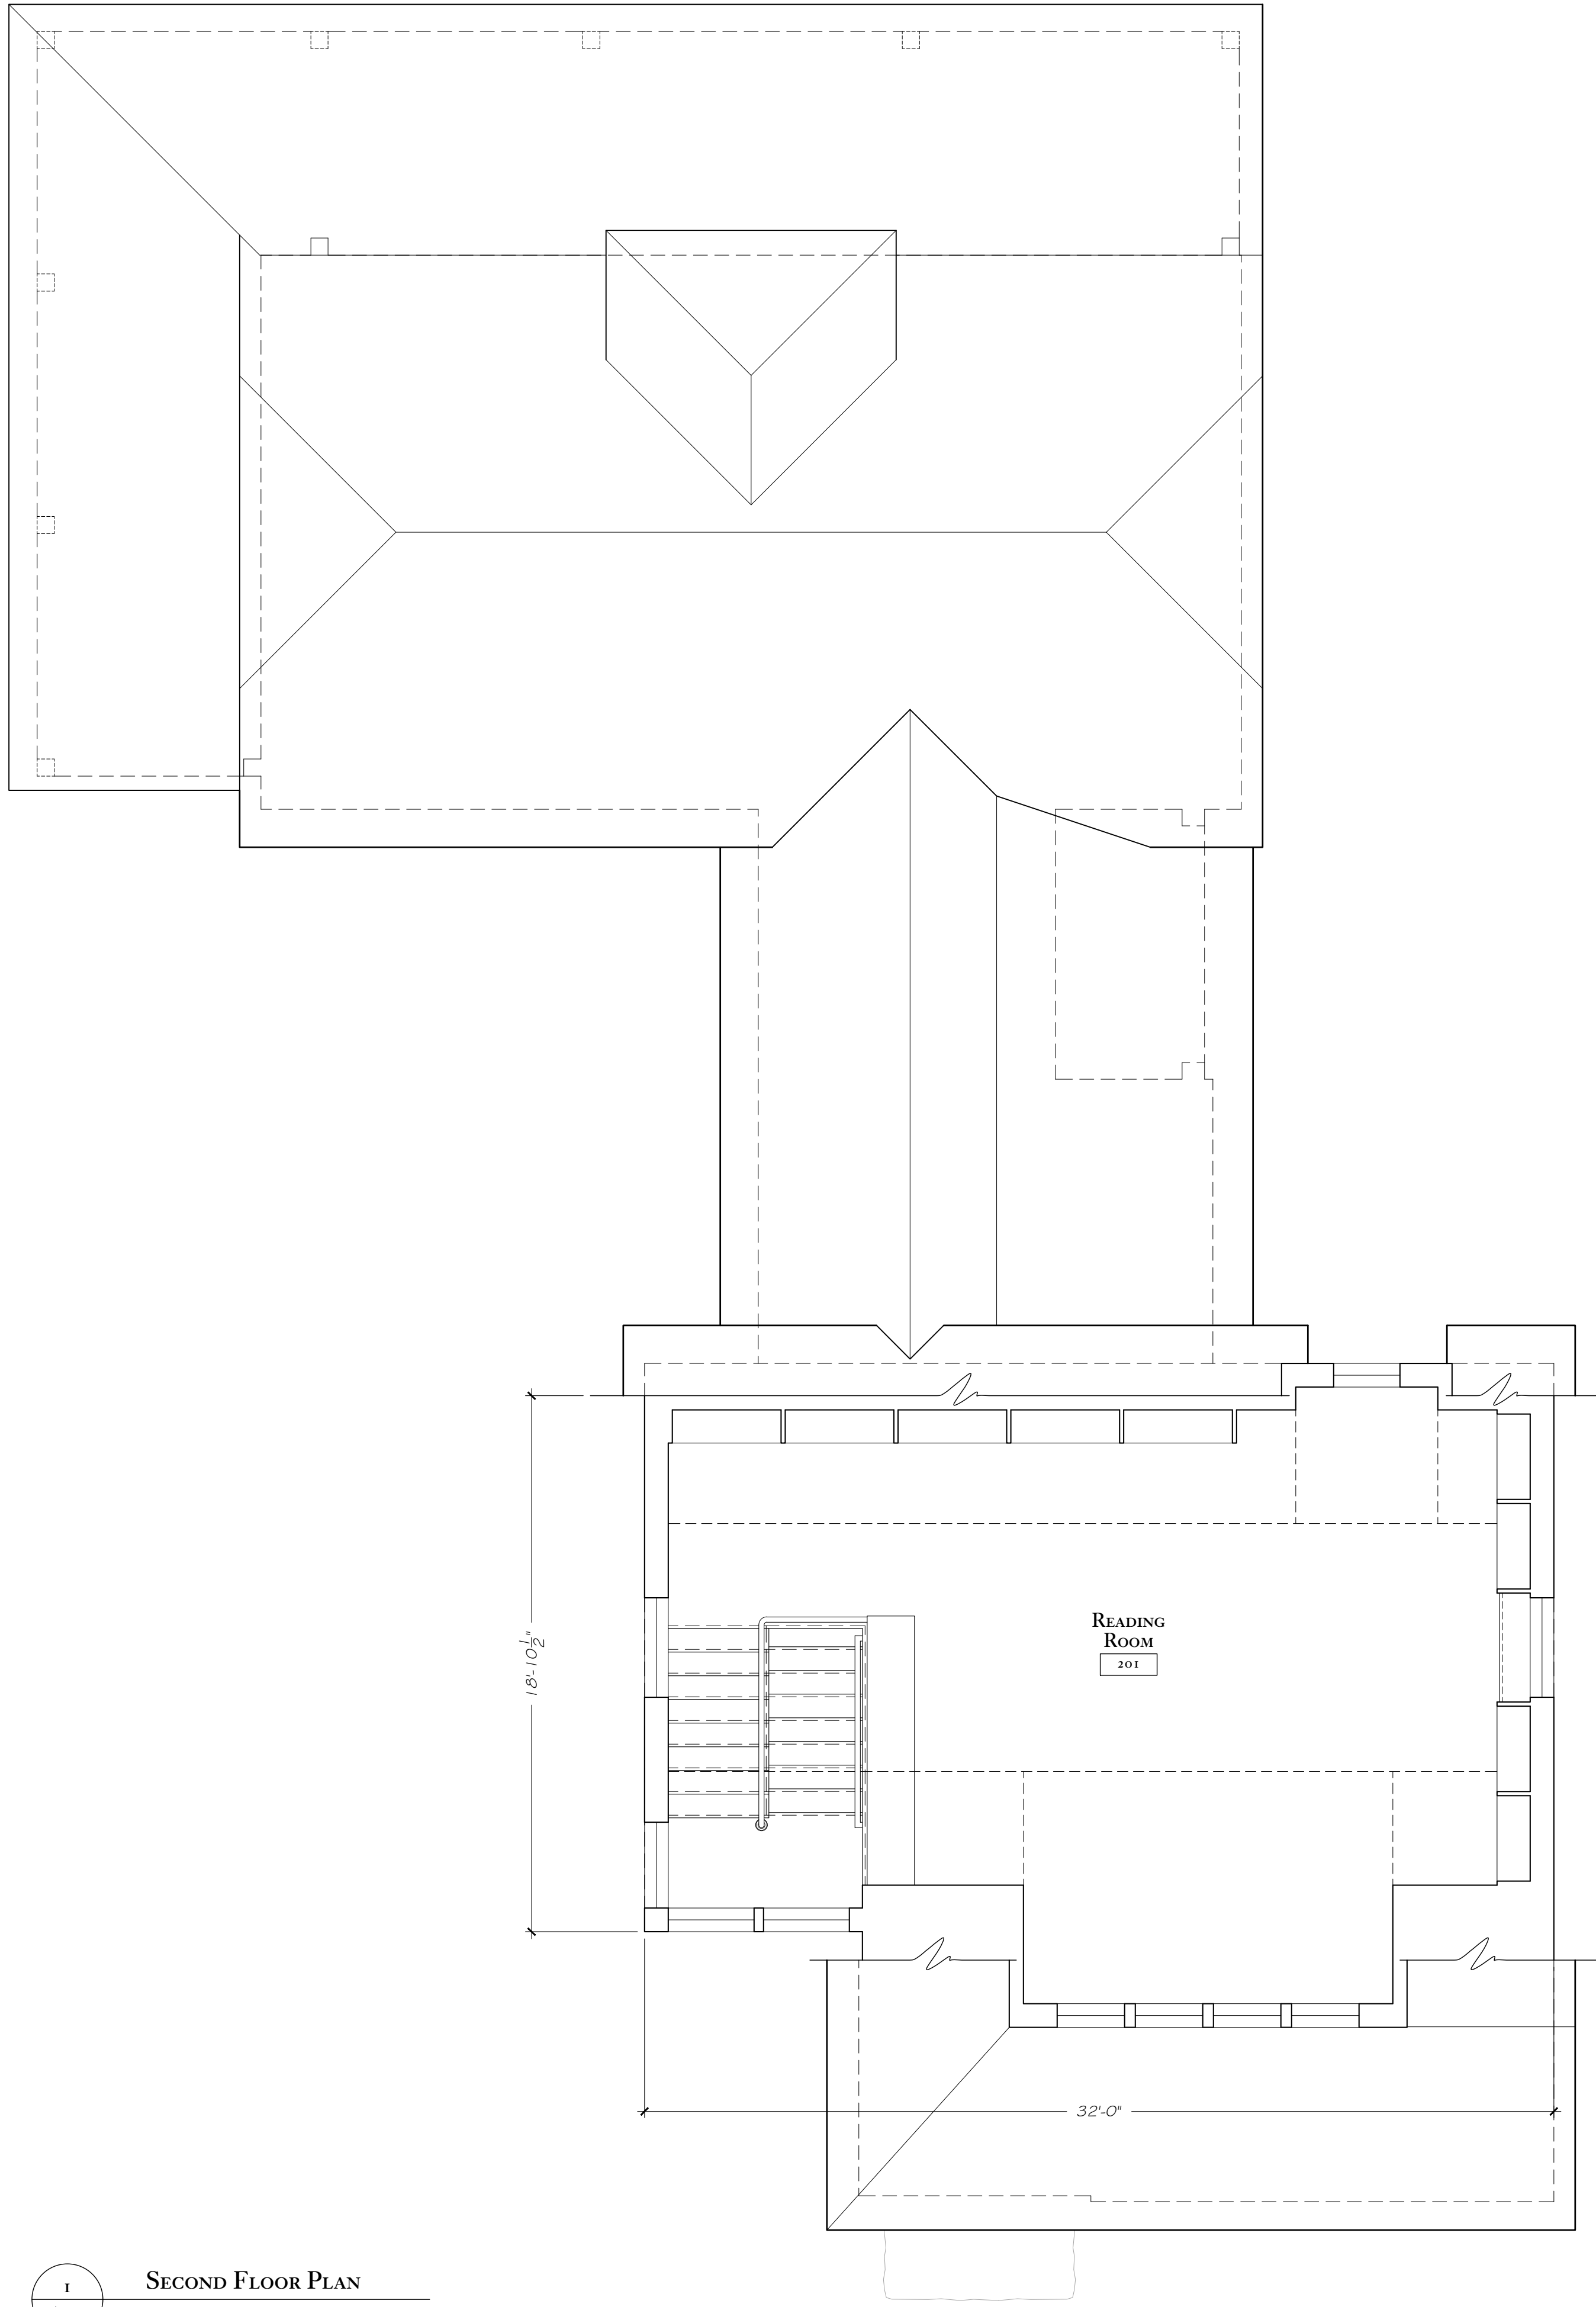 Reading
Room
201
18'-10 1/2"
32'-0"
1
Second Floor Plan